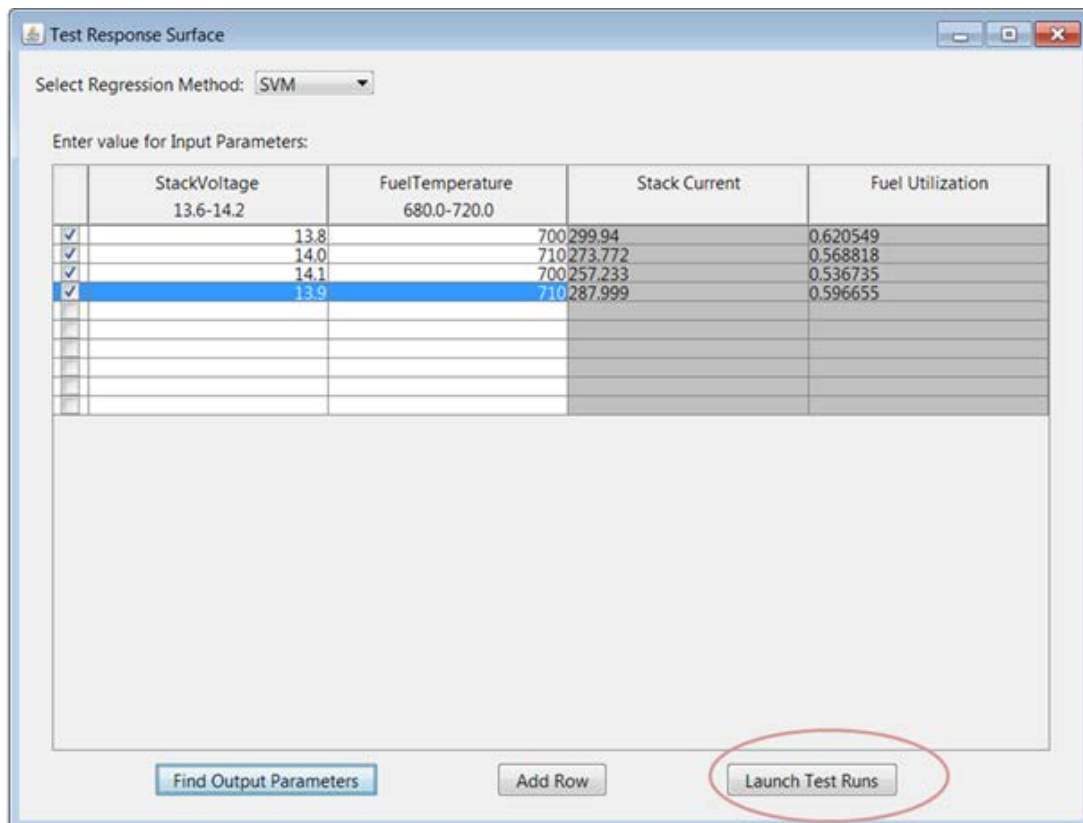 Test Response Surface
Select Regression Method: SVM
Enter value for Input Parameters:
StackVoltage FuelTemperature Stack Current Fuel Utilization
13.6-14.2 680.0-720.0
13.8 700 299.94 0.620549
14.0 710 273.772 0.568818
14.1 700 257.233 0.536735
13.9 710 287.999 0.596655
Find Output Parameters Add Row Launch Test Runs